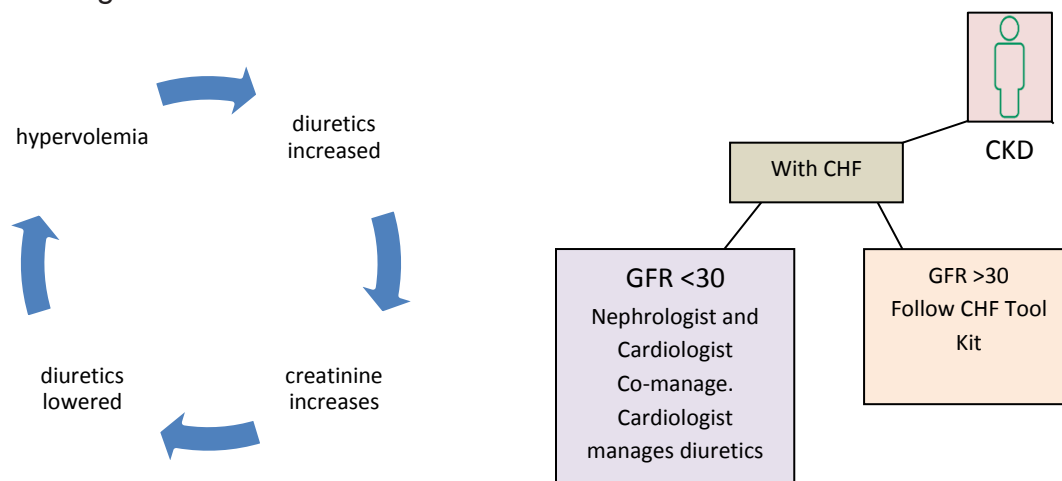 hypervolemia
diuretics
increased
creatinine
increases
diuretics
lowered
CKD
With CHF
GFR <30
Nephrologist and
Cardiologist
Co-manage.
Cardiologist
manages diuretics
GFR >30
Follow CHF Tool
Kit